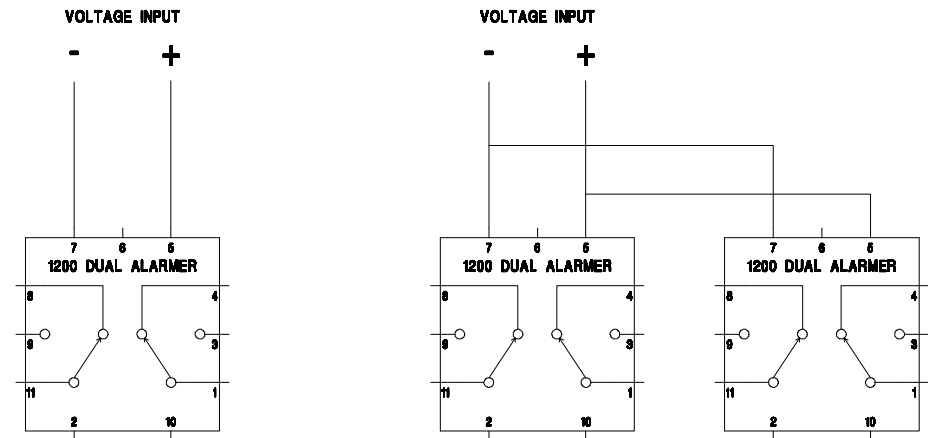 VOLTAGE INPUT
- +
7 6 5
1200 DUAL ALARMER
8 4
9 3
11 1
2 10
VOLTAGE INPUT
- +
7 6 5
1200 DUAL ALARMER
8 4
9 3
11 1
2 10
7 6 5
1200 DUAL ALARMER
8 4
9 3
11 1
2 10